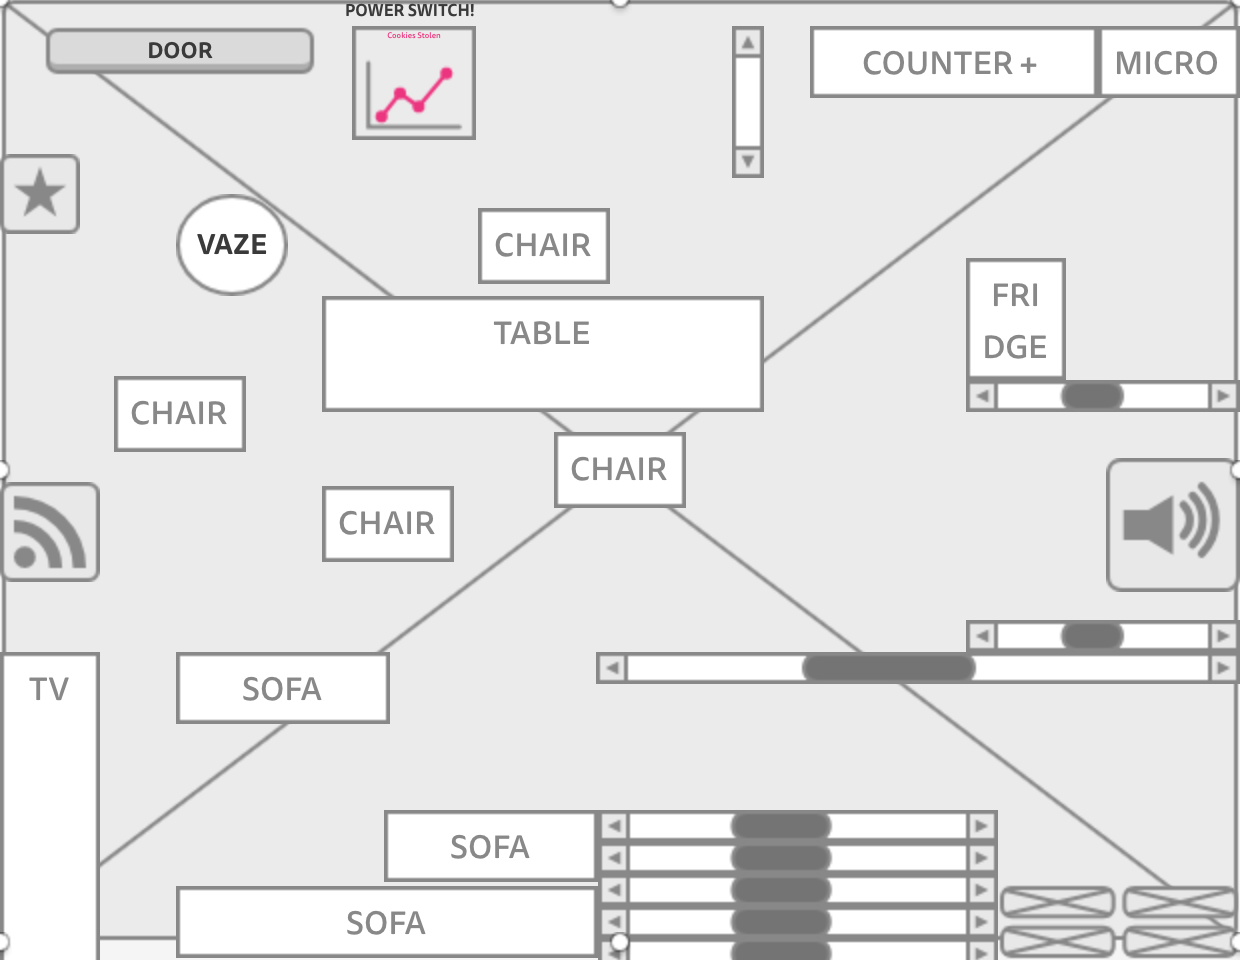 POWER SWITCH!
Cookies Stolen
DOOR
COUNTER +
MICRO
VAZE
CHAIR
TABLE
FRI
DGE
CHAIR
CHAIR
CHAIR
TV
SOFA
SOFA
SOFA